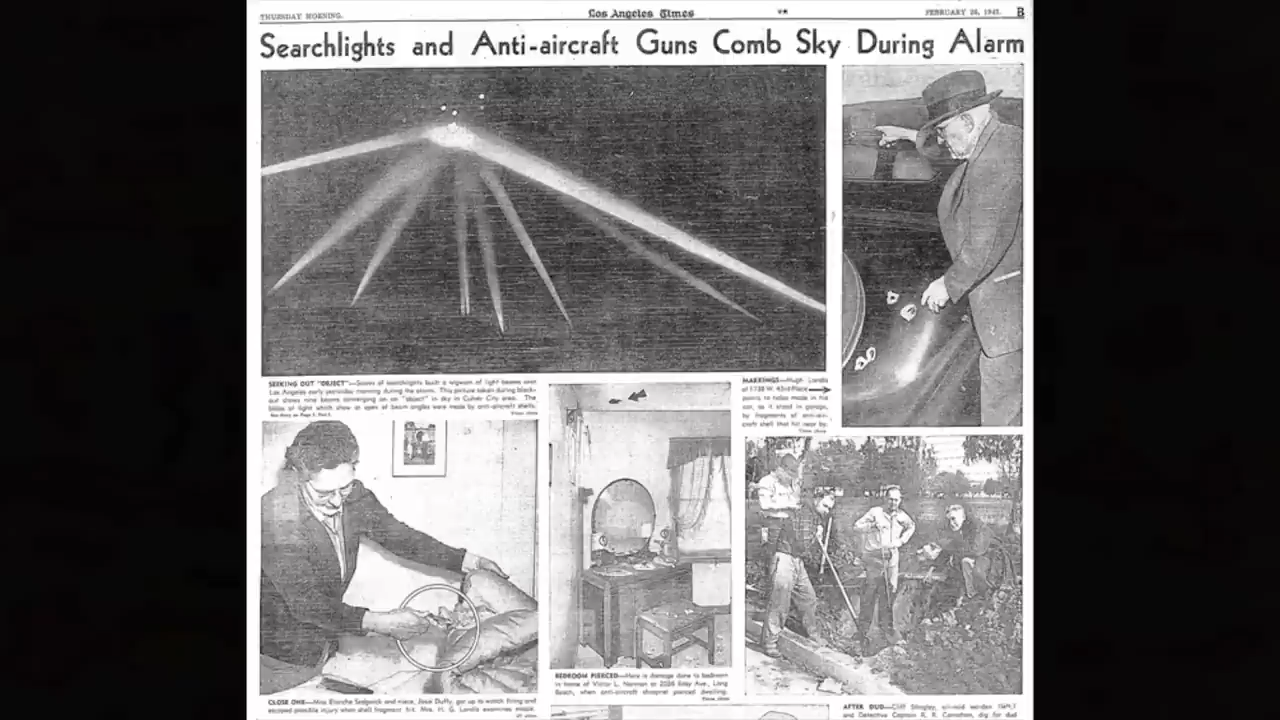 THURSDAY MORNING.
Los Angeles Times
FEBRUARY 26, 1942.
B
Searchlights and Anti-aircraft Guns Comb Sky During Alarm
SEEKING OUT "OBJECT"—Scores of searchlights built a wigwam of light beams over
Los Angeles early yesterday morning during the alarm. This picture taken during black-
out shows nine beams converging on an "object" in sky in Culver City area. The
blobs of light which show at apex of beam angles were made by anti-aircraft shells.
MARKINGS—Hugh Landis
of 1738 W. 43rd Place
points to holes made in his
car, as it stood in garage,
by fragments of anti-air-
craft shell that hit near by.
Times photo
CLOSE ONE—Mrs. Blanche Sedgwick and niece, Josie Duffy, got up to watch firing and
escaped possible injury when shell fragment hit. Mrs. H. G. Landis examines missile.
BEDROOM PIERCED—Here is damage done to bedroom
in home of Victor L. Norman at 2036 Ave., Long
Beach, when anti-aircraft shrapnel pierced dwelling.
Times photo
AFTER DUD—Cliff air-raid warden
and Detective Captain R. R. dig for dud